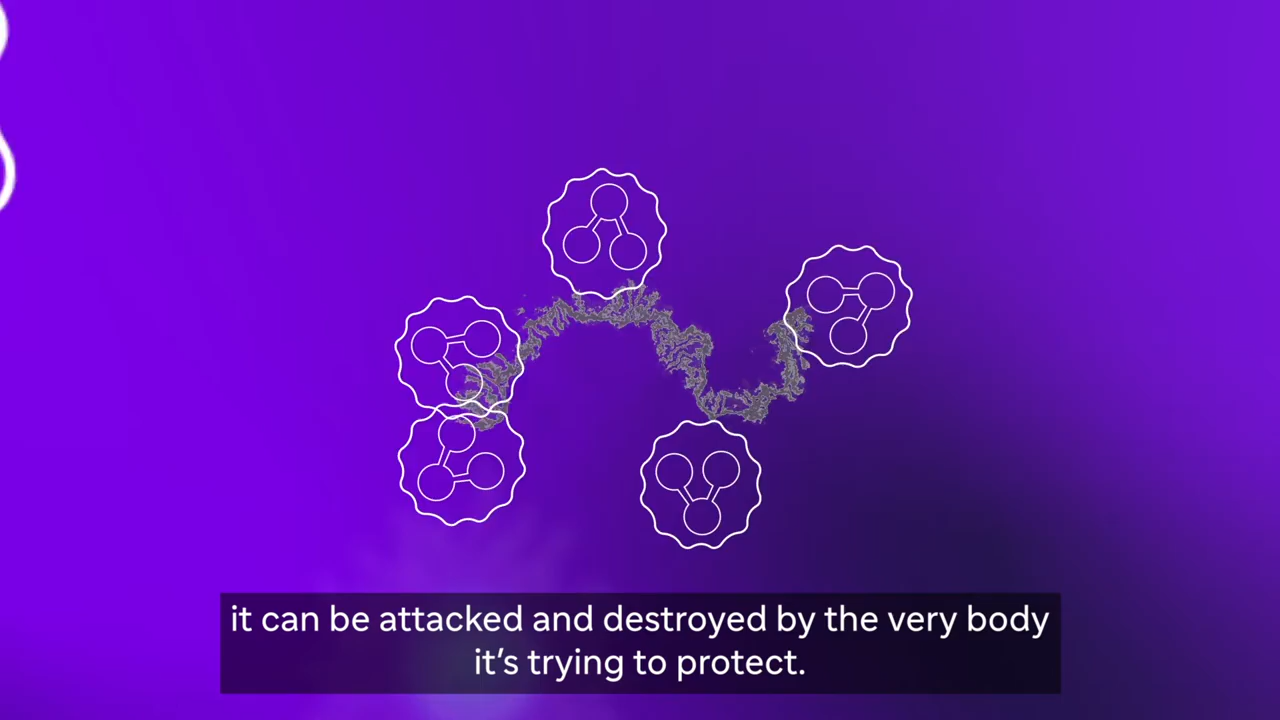 it can be attacked and destroyed by the very body
it’s trying to protect.